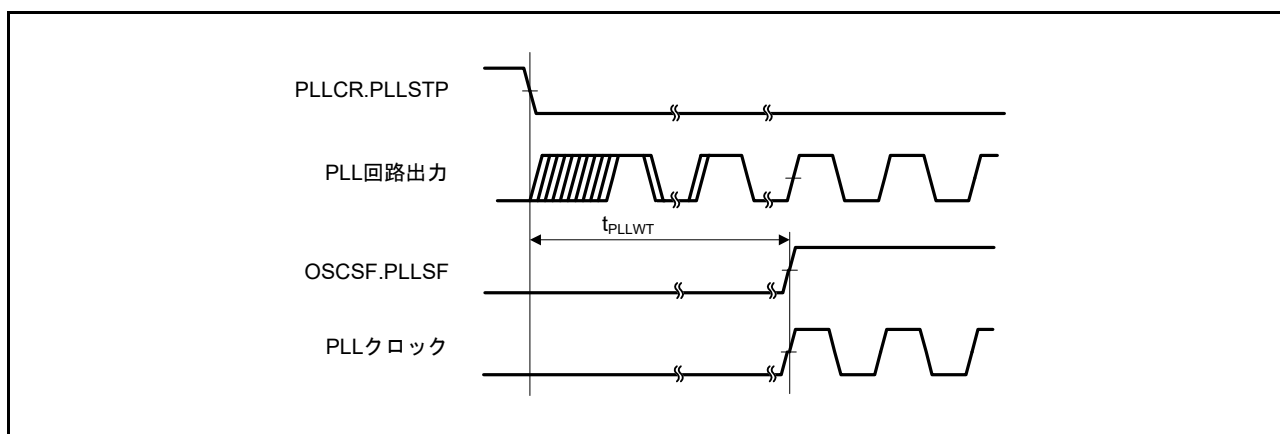 PLLCR.PLLSTP
PLL回路出力
tPLLWT
OSCSF.PLLSF
PLLクロック